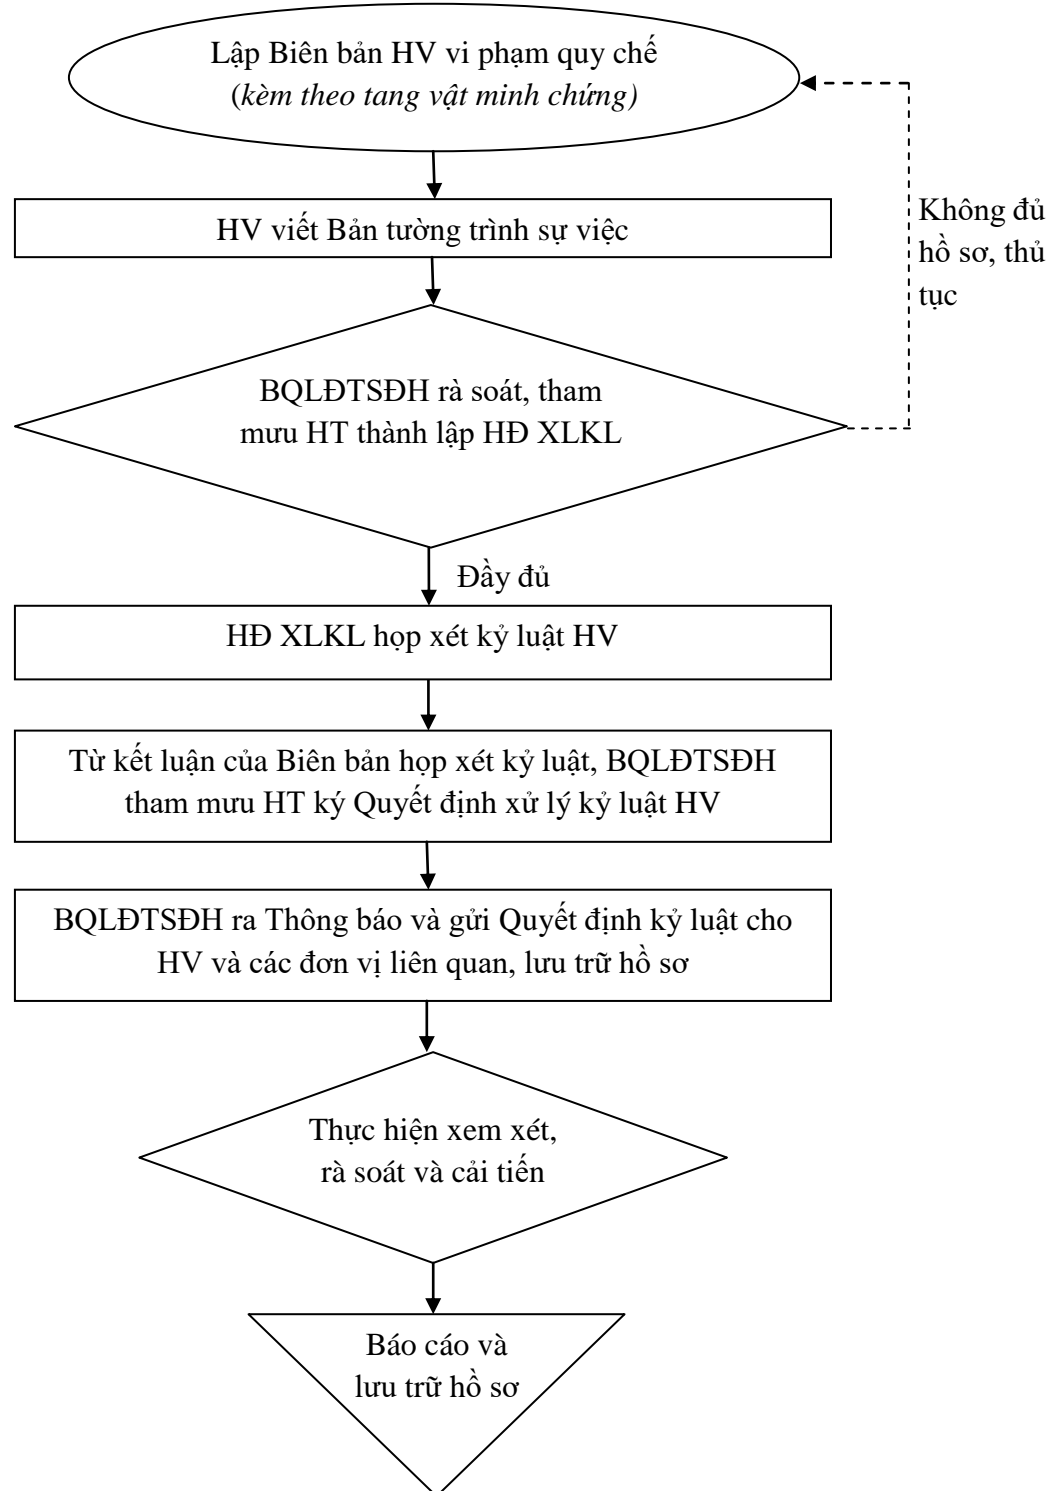 Lập Biên bản HV vi phạm quy chế
(kèm theo tang vật minh chứng)
HV viết Bản tường trình sự việc
Không đủ
hồ sơ, thủ
tục
BQLĐTSĐH rà soát, tham
mưu HT thành lập HĐ XLKL
Đầy đủ
HĐ XLKL họp xét kỷ luật HV
Từ kết luận của Biên bản họp xét kỷ luật, BQLĐTSĐH
tham mưu HT ký Quyết định xử lý kỷ luật HV
BQLĐTSĐH ra Thông báo và gửi Quyết định kỷ luật cho
HV và các đơn vị liên quan, lưu trữ hồ sơ
Thực hiện xem xét,
rà soát và cải tiến
Báo cáo và
lưu trữ hồ sơ